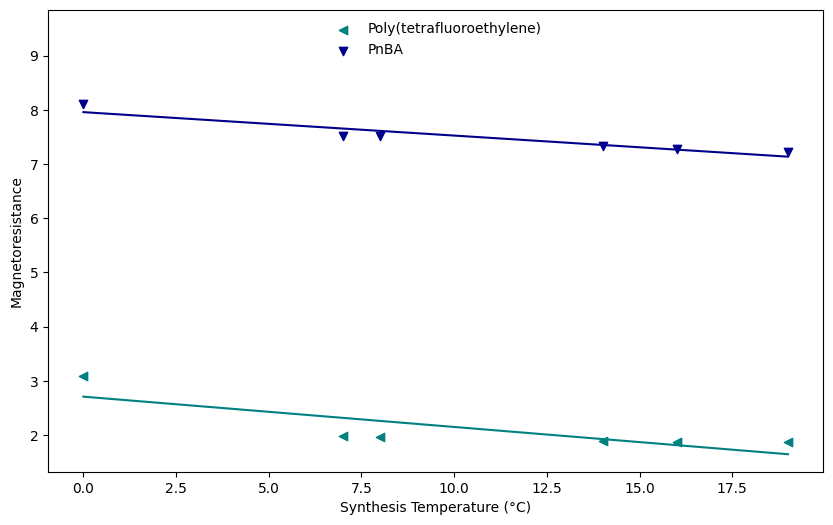 Poly(tetrafluoroethylene)
PnBA
9
8
7
6
5
4
3
2
Magnetoresistance
0.0 2.5 5.0 7.5 10.0 12.5 15.0 17.5
Synthesis Temperature (°C)